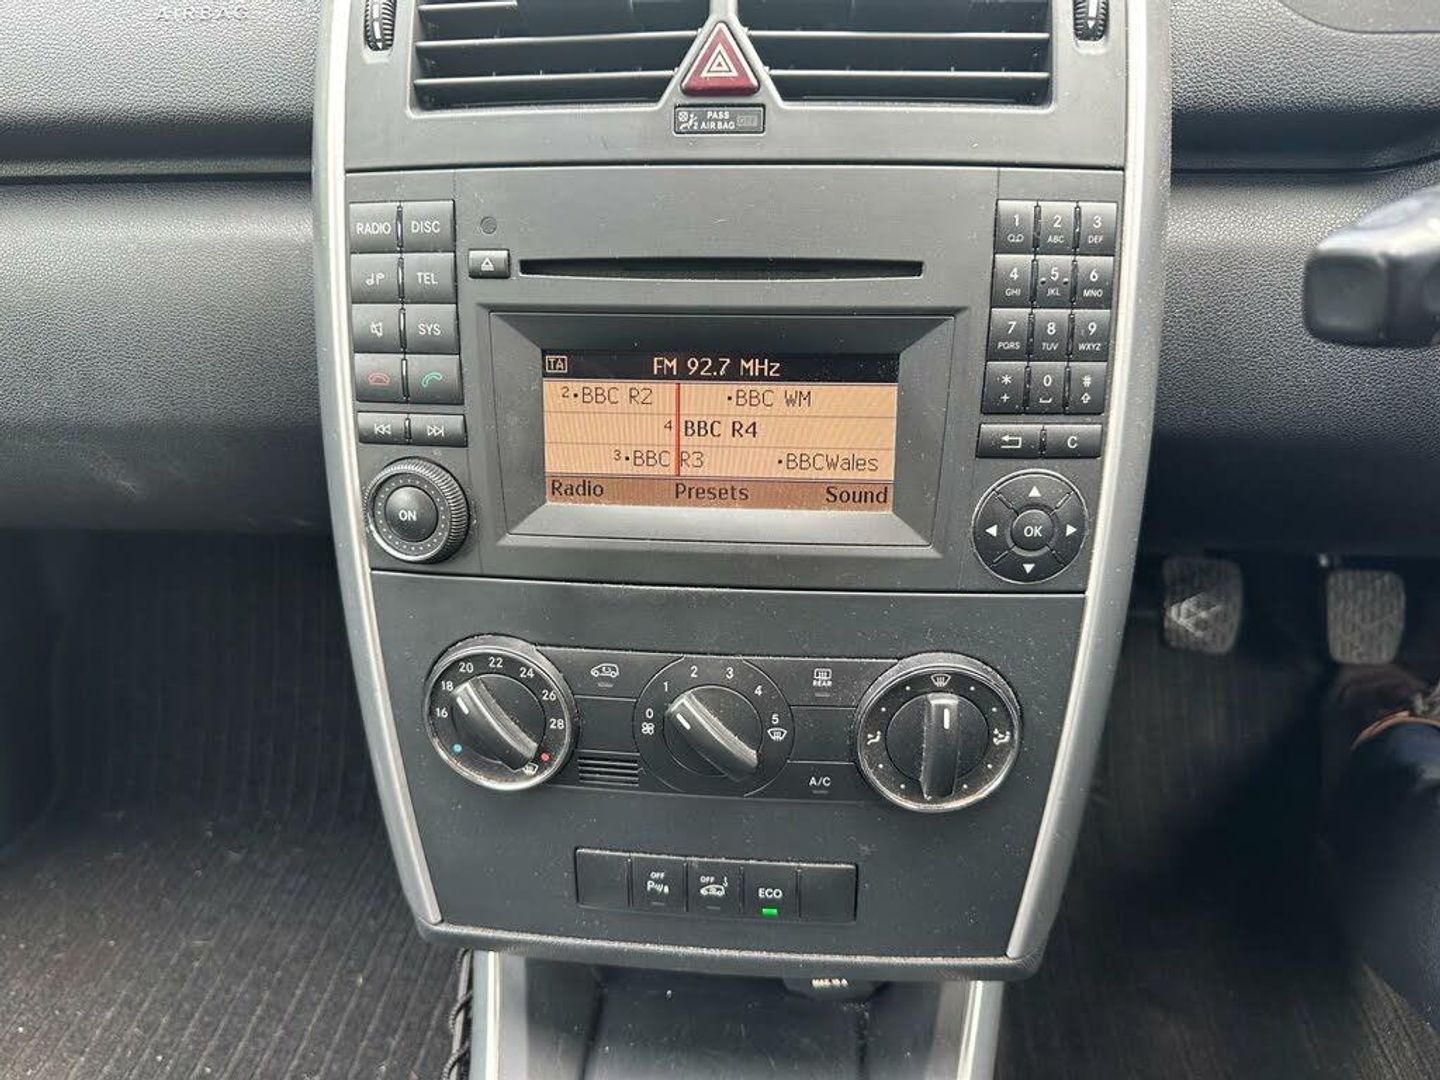 AIRBAG
PASS
2 AIRBAG OFF
RADIO DISC
TEL
SYS
ON
1 2 3
ABC DEF
4 5 6
GHI JKL MNO
7 8 9
PQRS TUV WXYZ
* 0 #
+
C
OK
TA FM 92.7 MHz
2•BBC R2 •BBC WM
4 BBC R4
3•BBC R3 •BBCWales
Radio Presets Sound
16 18 20 22 24 26 28
0 1 2 3 4 5
REAR
A/C
OFF OFF
ECO